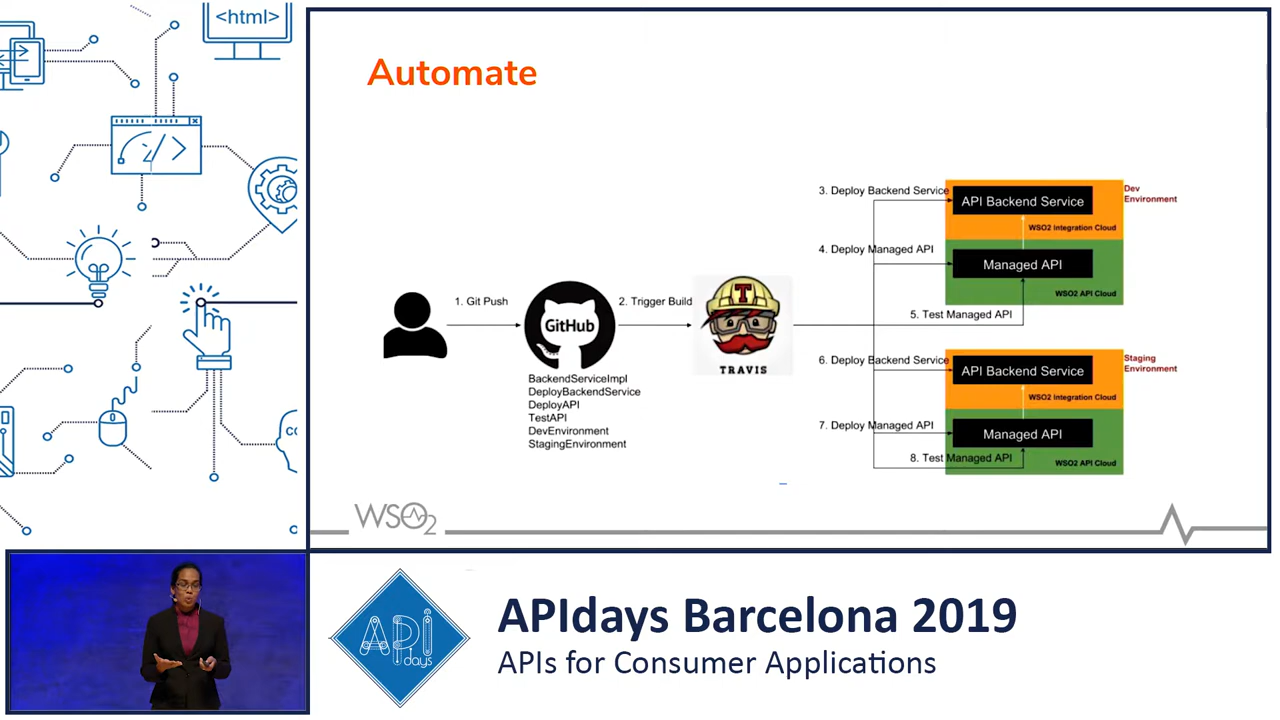 <html>
Automate
3. Deploy Backend Service
API Backend Service
Dev
Environment
WSO2 Integration Cloud
4. Deploy Managed API
Managed API
WSO2 API Cloud
5. Test Managed API
1. Git Push
GitHub
2. Trigger Build
T
TRAVIS
BackendServiceImpl
DeployBackendService
DeployAPI
TestAPI
DevEnvironment
StagingEnvironment
6. Deploy Backend Service
API Backend Service
Staging
Environment
WSO2 Integration Cloud
7. Deploy Managed API
Managed API
8. Test Managed API
WSO2 API Cloud
WSO2
API
days
APIdays Barcelona 2019
APIs for Consumer Applications